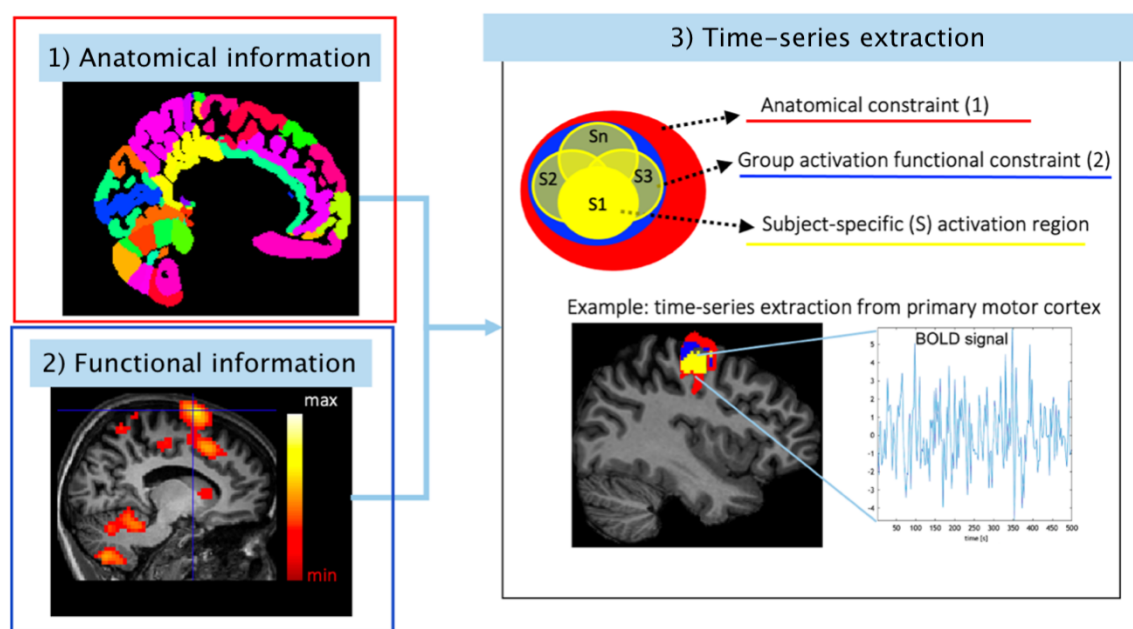 1) Anatomical information
2) Functional information
max
min
3) Time-series extraction
Anatomical constraint (1)
Group activation functional constraint (2)
Subject-specific (S) activation region
Sn
S2
S3
S1
Example: time-series extraction from primary motor cortex
BOLD signal
5
4
3
2
1
0
-1
-2
-3
-4
50 100 150 200 250 300 350 400 450 500
time [s]